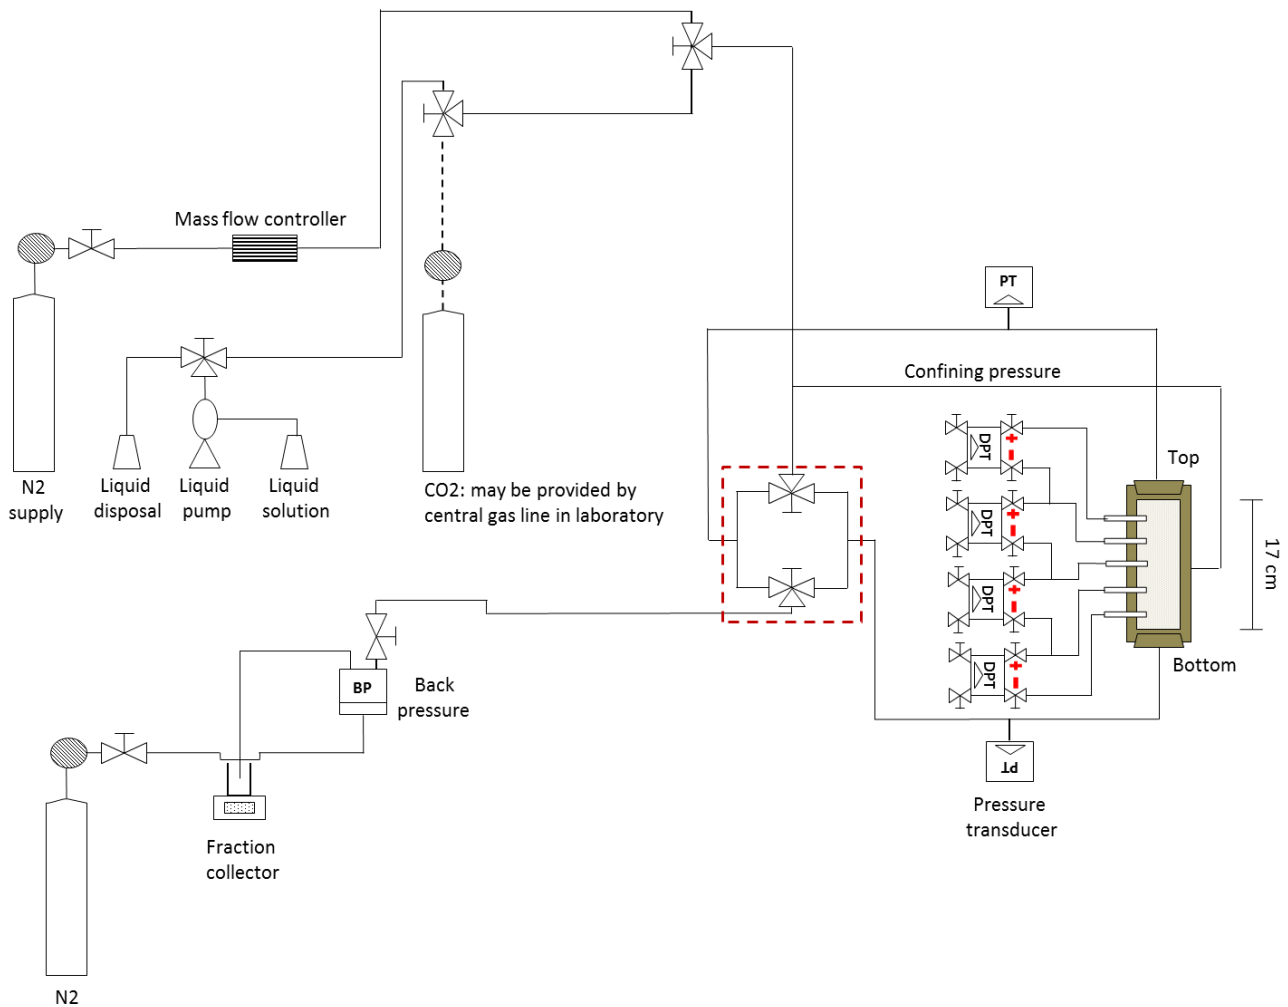 Mass flow controller
PT
Confining pressure
DPT
+
-
Top
N2
supply
Liquid
disposal
Liquid
pump
Liquid
solution
CO2: may be provided by
central gas line in laboratory
DPT
+
-
17 cm
DPT
+
-
DPT
+
-
Bottom
BP
Back
pressure
PT
Pressure
transducer
Fraction
collector
N2